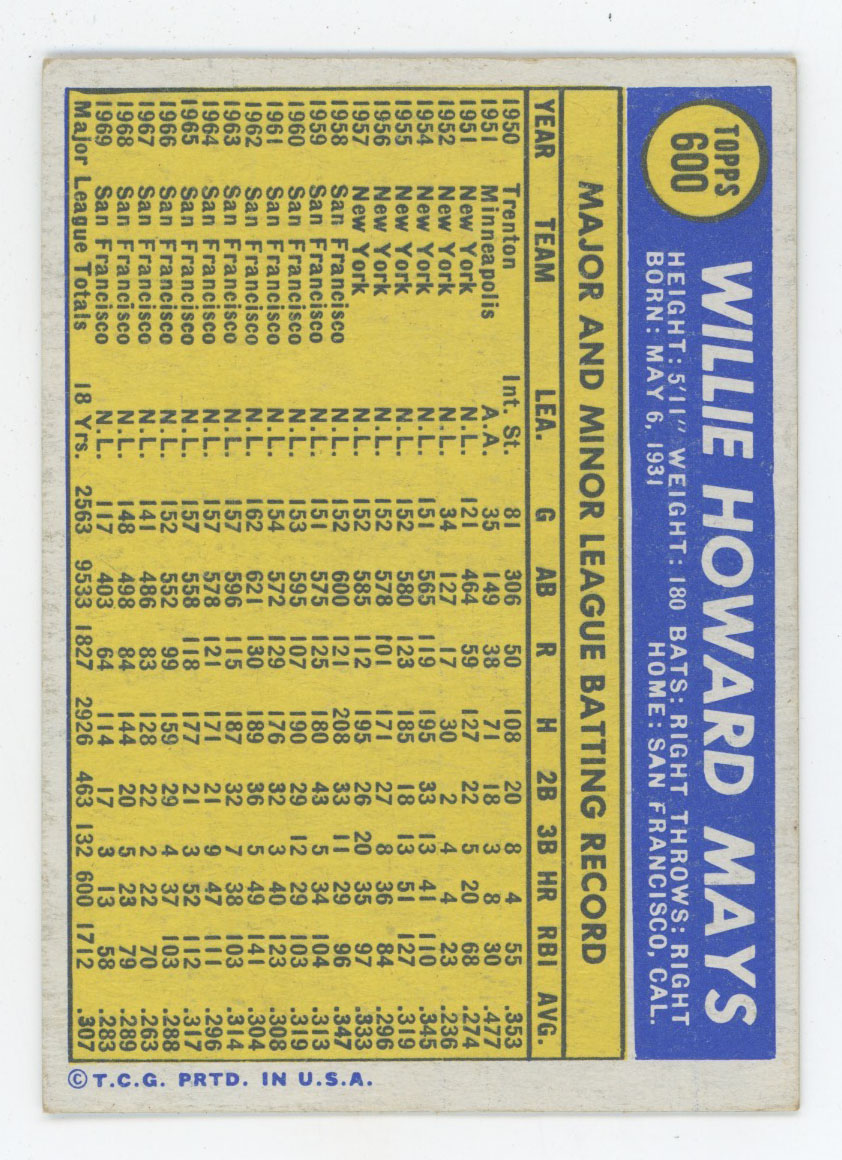 TOPPS
600
WILLIE HOWARD MAYS
HEIGHT: 5'11" WEIGHT: 180 BATS: RIGHT THROWS: RIGHT
BORN: MAY 6, 1931 HOME: SAN FRANCISCO, CAL.
MAJOR AND MINOR LEAGUE BATTING RECORD
YEAR TEAM LEA. G AB R H 2B 3B HR RBI AVG.
1950 Trenton Int. St. 81 306 50 108 20 8 4 55 .353
1951 Minneapolis A.A. 35 149 38 71 18 3 8 30 .477
1951 New York N.L. 121 464 59 127 22 5 20 68 .274
1952 New York N.L. 34 127 17 30 2 4 4 23 .236
1954 New York N.L. 151 565 119 195 33 13 41 110 .345
1955 New York N.L. 152 580 123 185 18 13 51 127 .319
1956 New York N.L. 152 578 101 171 27 8 36 84 .296
1957 New York N.L. 152 585 112 195 26 20 35 97 .333
1958 San Francisco N.L. 152 600 121 208 33 11 29 96 .347
1959 San Francisco N.L. 151 575 125 180 43 5 34 104 .313
1960 San Francisco N.L. 153 595 107 190 29 12 29 103 .319
1961 San Francisco N.L. 154 572 129 176 32 3 40 123 .308
1962 San Francisco N.L. 162 621 130 189 36 5 49 141 .304
1963 San Francisco N.L. 157 596 115 187 32 7 38 103 .314
1964 San Francisco N.L. 157 578 121 171 21 9 47 111 .296
1965 San Francisco N.L. 157 558 118 177 21 3 52 112 .317
1966 San Francisco N.L. 152 552 99 159 29 4 37 103 .288
1967 San Francisco N.L. 141 486 83 128 22 2 22 70 .263
1968 San Francisco N.L. 148 498 84 144 20 5 23 79 .289
1969 San Francisco N.L. 117 403 64 114 17 3 13 58 .283
Major League Totals 18 Yrs. 2563 9533 1827 2926 463 132 600 1712 .307
© T.C.G. PRTD. IN U.S.A.